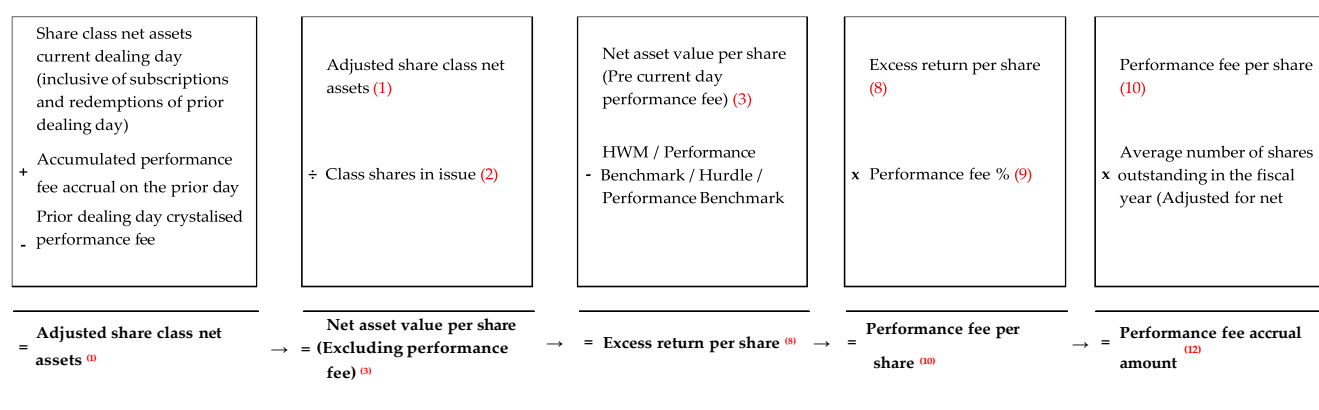 Share class net assets
current dealing day
(inclusive of subscriptions
and redemptions of prior
dealing day)
+ Accumulated performance
fee accrual on the prior day
Prior dealing day crystalised
- performance fee
= Adjusted share class net
assets (1)
→
Adjusted share class net
assets (1)
÷ Class shares in issue (2)
Net asset value per share
= (Excluding performance
fee) (3)
→
Net asset value per share
(Pre current day
performance fee) (3)
HWM / Performance
- Benchmark / Hurdle /
Performance Benchmark
= Excess return per share (8)
→
Excess return per share
(8)
x Performance fee % (9)
Performance fee per
=
share (10)
→
Performance fee per share
(10)
Average number of shares
x outstanding in the fiscal
year (Adjusted for net
= Performance fee accrual
amount (12)